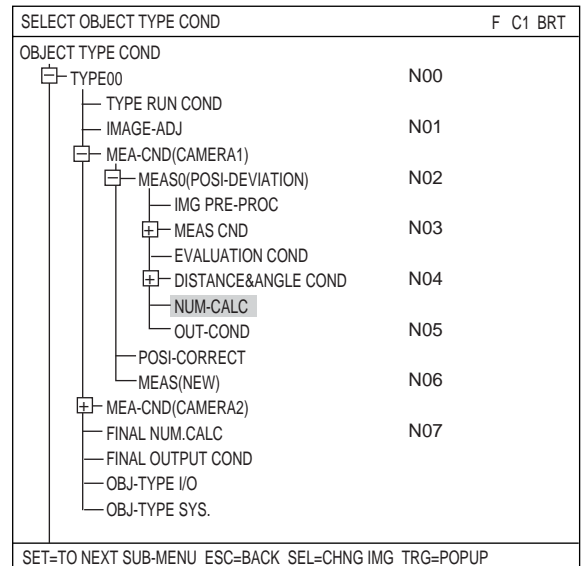 SELECT OBJECT TYPE COND F C1 BRT
OBJECT TYPE COND
TYPE00 N00
TYPE RUN COND
IMAGE-ADJ N01
MEA-CND(CAMERA1)
MEAS0(POSI-DEVIATION) N02
IMG PRE-PROC
MEAS CND N03
EVALUATION COND
DISTANCE&ANGLE COND N04
NUM-CALC
OUT-COND N05
POSI-CORRECT
MEAS(NEW) N06
MEA-CND(CAMERA2)
FINAL NUM.CALC N07
FINAL OUTPUT COND
OBJ-TYPE I/O
OBJ-TYPE SYS.
SET=TO NEXT SUB-MENU ESC=BACK SEL=CHNG IMG TRG=POPUP